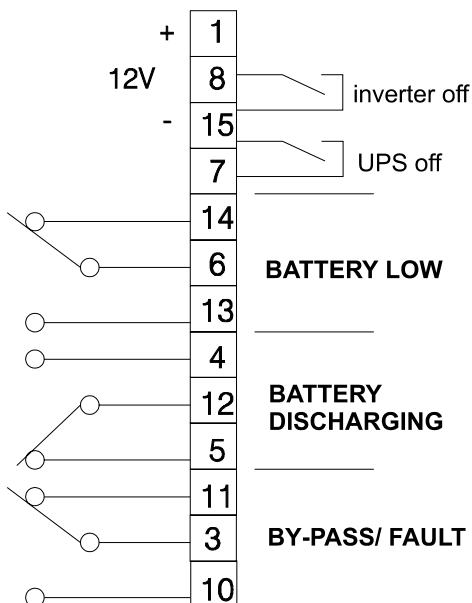 + 1
12V 8 inverter off
- 15
7 UPS off
14
6 BATTERY LOW
13
4
12 BATTERY
DISCHARGING
5
11
3 BY-PASS/ FAULT
10